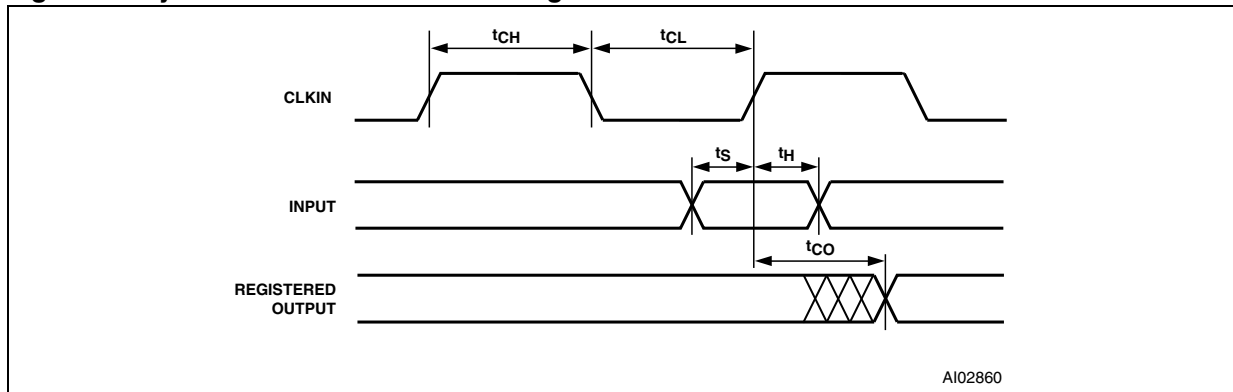 tCH tCL
CLKIN
tS tH
INPUT
tCO
REGISTERED
OUTPUT
AI02860